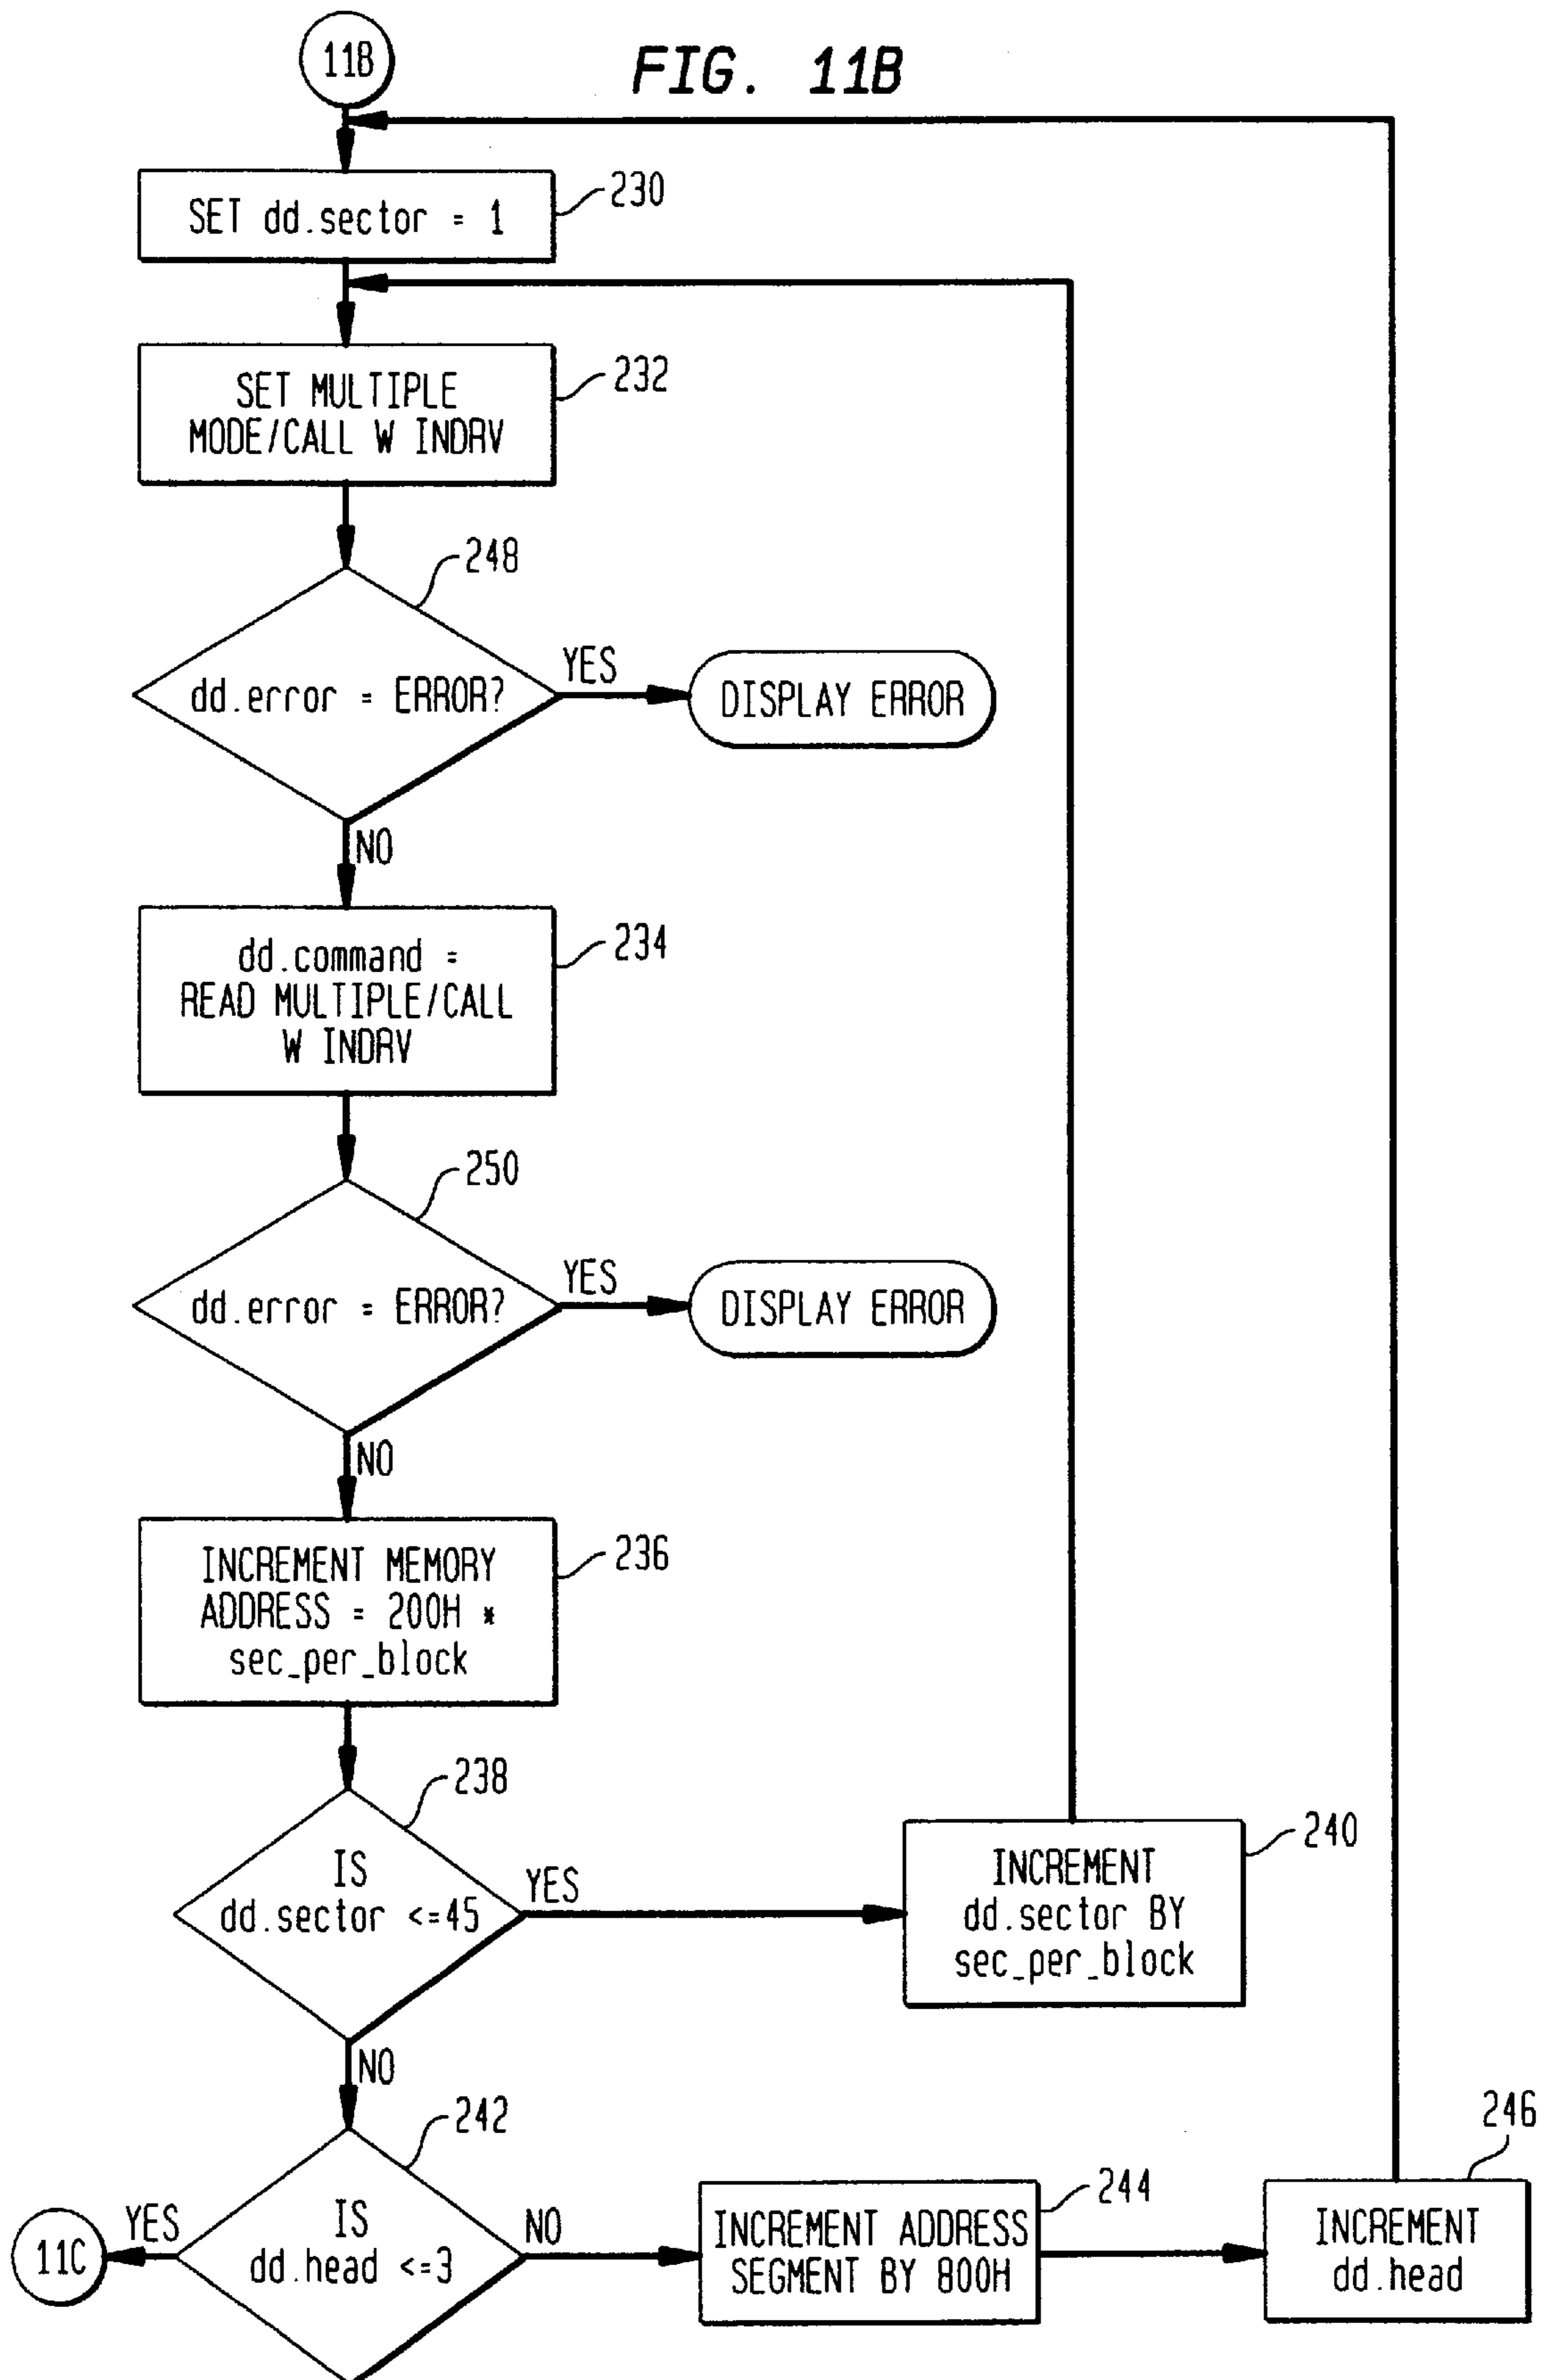 11B
FIG. 11B
230
SET dd.sector = 1
232
SET MULTIPLE
MODE/CALL W INDRV
248
dd.error = ERROR?
YES
DISPLAY ERROR
NO
234
dd.command =
READ MULTIPLE/CALL
W INDRV
250
dd.error = ERROR?
YES
DISPLAY ERROR
NO
236
INCREMENT MEMORY
ADDRESS = 200H *
sec_per_block
238
IS
dd.sector <=45
YES
240
INCREMENT
dd.sector BY
sec_per_block
NO
242
IS
dd.head <=3
YES
11C
NO
244
INCREMENT ADDRESS
SEGMENT BY 800H
246
INCREMENT
dd.head